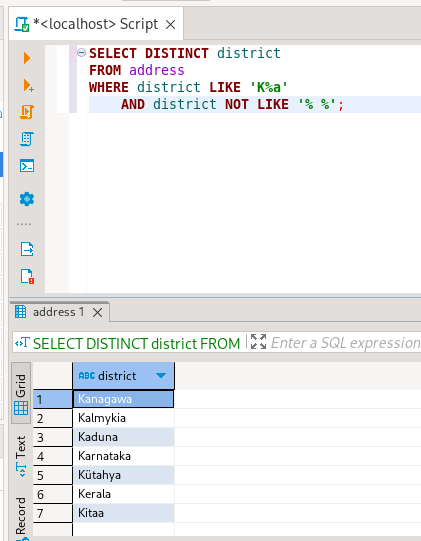 *<localhost> Script
SELECT DISTINCT district
FROM address
WHERE district LIKE 'K%a'
AND district NOT LIKE '% %';
address 1
SELECT DISTINCT district FROM
Enter a SQL expression
Grid
Text
Record
ABC district
1 Kanagawa
2 Kalmykia
3 Kaduna
4 Karnataka
5 Kütahya
6 Kerala
7 Kitaa